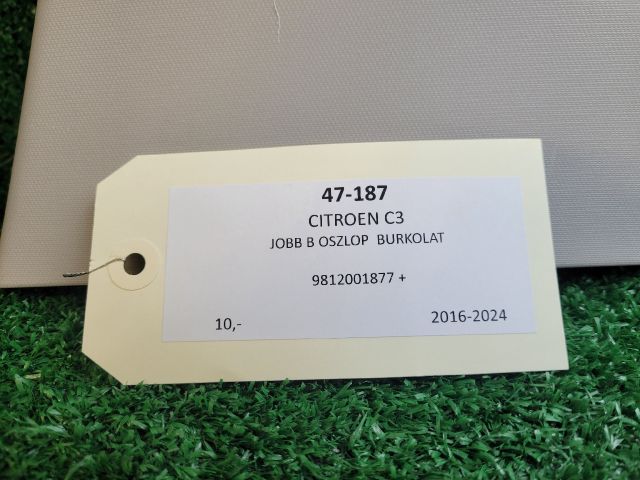 47-187
CITROEN C3
JOBB B OSZLOP BURKOLAT
9812001877 +
10,- 2016-2024